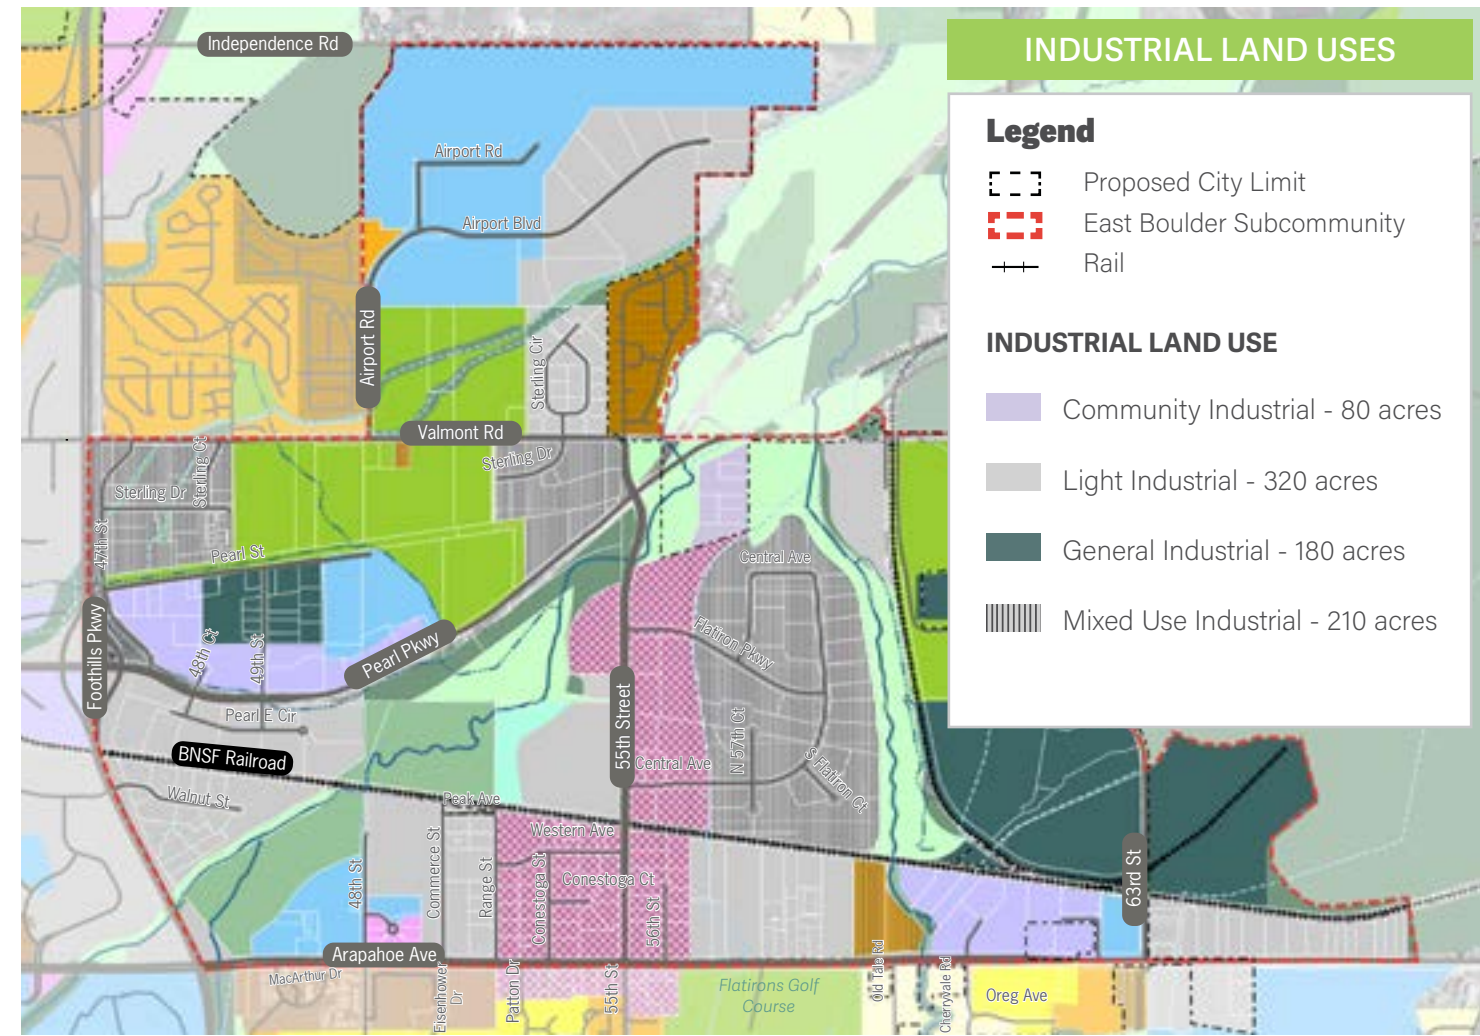 INDUSTRIAL LAND USES
Legend
Proposed City Limit
East Boulder Subcommunity
Rail
INDUSTRIAL LAND USE
Community Industrial - 80 acres
Light Industrial - 320 acres
General Industrial - 180 acres
Mixed Use Industrial - 210 acres
Independence Rd
Airport Rd
Airport Blvd
Airport Rd
Sterling Cir
Valmont Rd
Sterling Dr
Sterling Ct
Sterling Dr
47th St
Pearl St
Central Ave
Foothills Pkwy
48th Ct
49th St
Pearl Pkwy
Flatiron Pkwy
Pearl E Cir
55th Street
N 57th Ct
BNSF Railroad
Central Ave
S Flatiron Ct
Walnut St
Peak Ave
Western Ave
48th St
Commerce St
Range St
Conestoga St
Conestoga Ct
56th St
63rd St
Arapahoe Ave
MacArthur Dr
Eisenhower
Dr
Patton Dr
55th St
Flatirons Golf
Course
Old Tale Rd
Cherryvale Rd
Oreg Ave